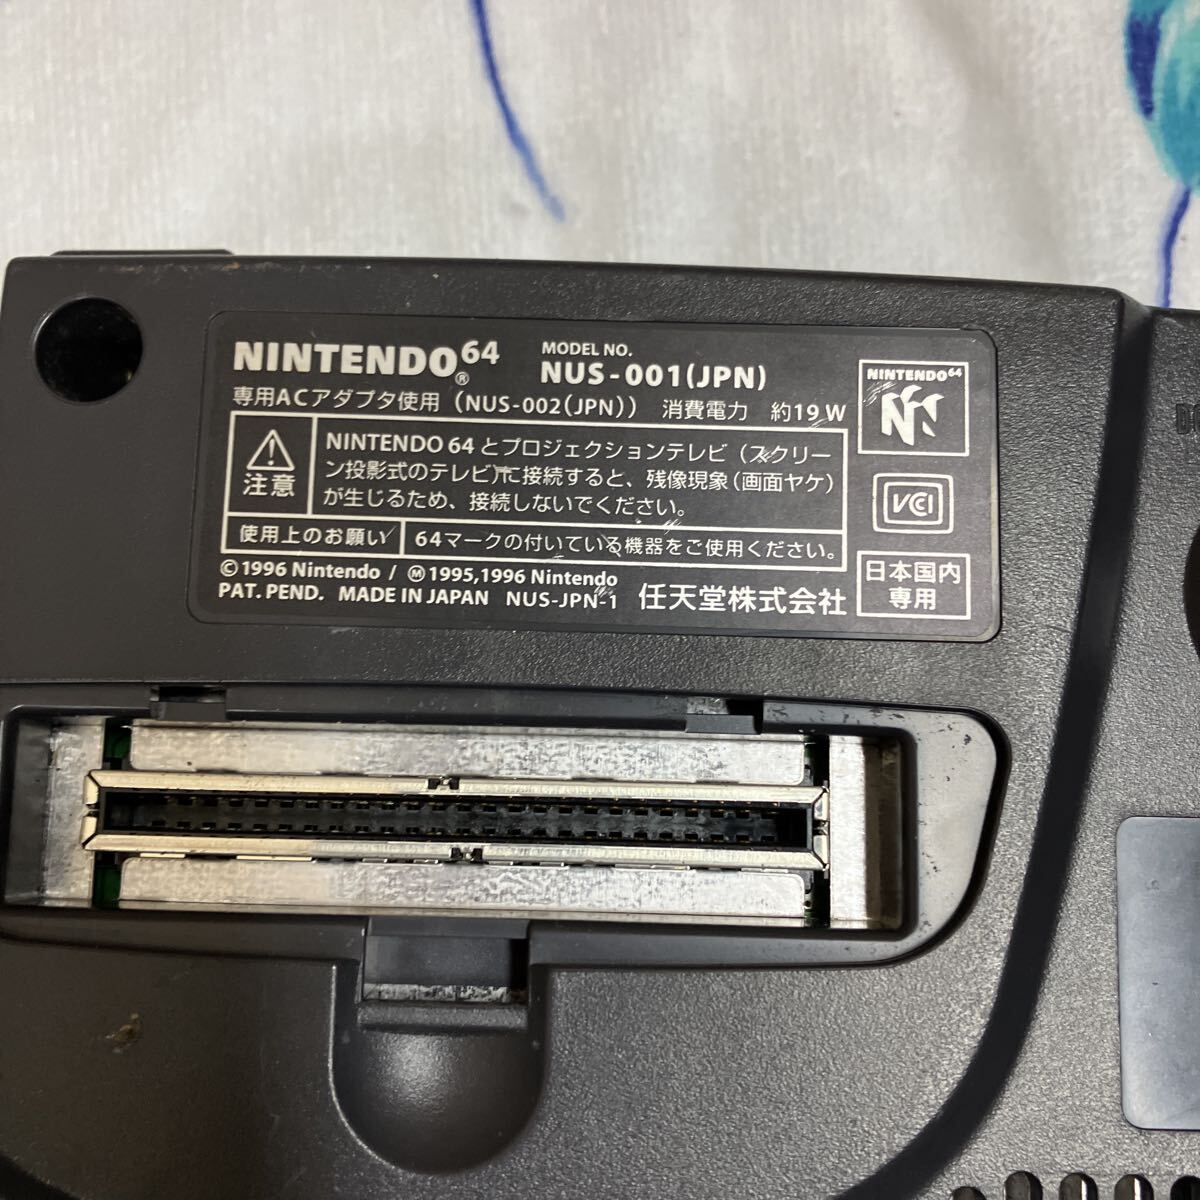 NINTENDO64®
MODEL NO.
NUS-001(JPN)
専用ACアダプタ使用 (NUS-002(JPN)) 消費電力 約19W
注意
NINTENDO 64とプロジェクションテレビ(スクリー
ン投影式のテレビ)に接続すると、残像現象(画面ヤケ)
が生じるため、接続しないでください。
使用上のお願い
64マークの付いている機器をご使用ください。
©1996 Nintendo / Ⓜ1995,1996 Nintendo
PAT. PEND. MADE IN JAPAN NUS-JPN-1 任天堂株式会社
NINTENDO64
VCI
日本国内
専用